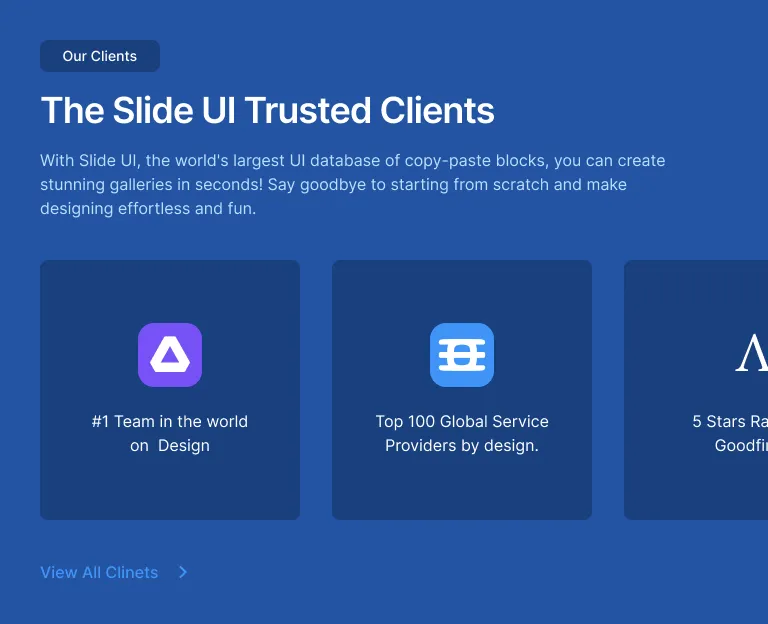 Our Clients
The Slide UI Trusted Clients
With Slide UI, the world's largest UI database of copy-paste blocks, you can create
stunning galleries in seconds! Say goodbye to starting from scratch and make
designing effortless and fun.
#1 Team in the world
on Design
Top 100 Global Service
Providers by design.
5 Stars Ra
Goodfi
View All Clinets